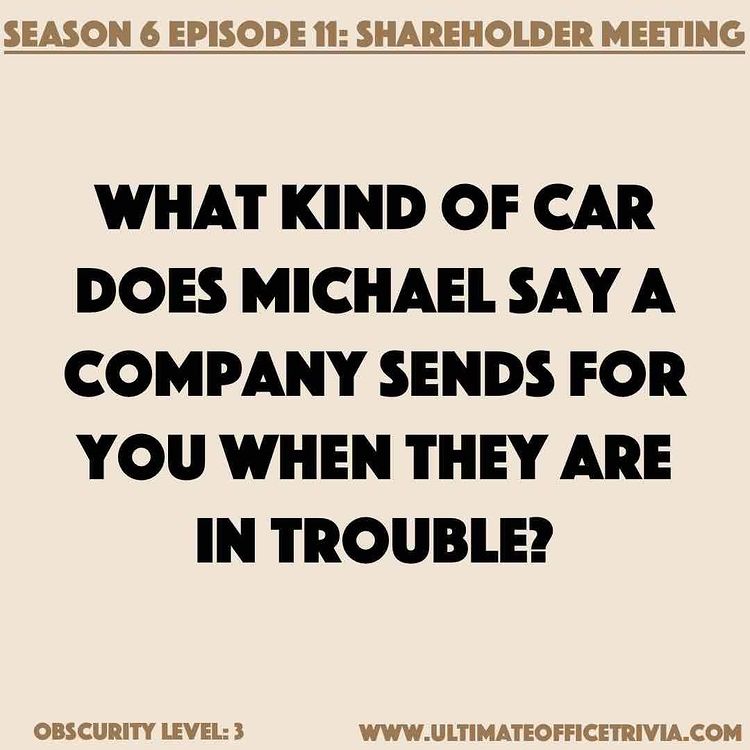 SEASON 6 EPISODE 11: SHAREHOLDER MEETING
WHAT KIND OF CAR
DOES MICHAEL SAY A
COMPANY SENDS FOR
YOU WHEN THEY ARE
IN TROUBLE?
OBSCURITY LEVEL: 3
WWW.ULTIMATEOFFICETRIVIA.COM